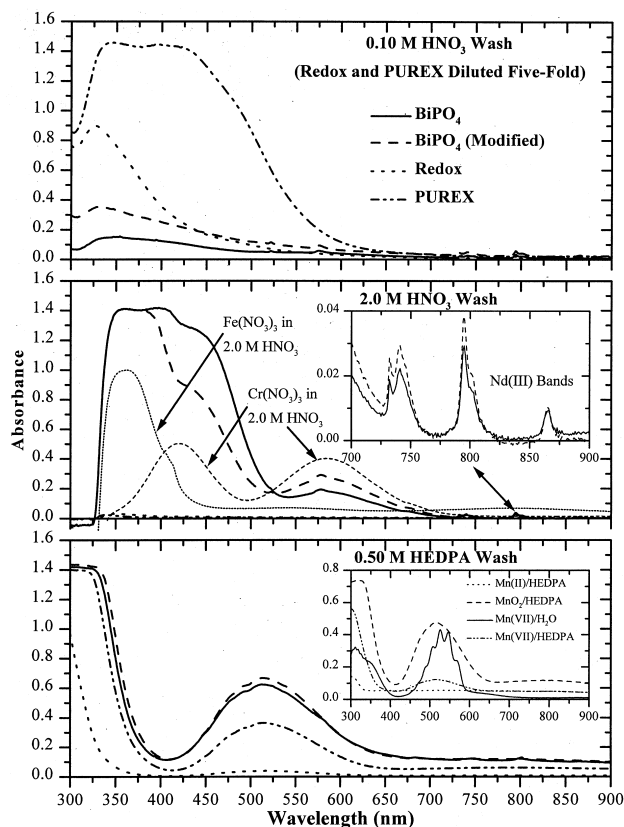 0.10 M HNO3 Wash
(Redox and PUREX Diluted Five-Fold)
BiPO4
BiPO4 (Modified)
Redox
PUREX
1.6
1.4
1.2
1.0
0.8
0.6
0.4
0.2
0.0
2.0 M HNO3 Wash
1.6
1.4
1.2
1.0
0.8
0.6
0.4
0.2
0.0
Fe(NO3)3 in
2.0 M HNO3
Cr(NO3)3 in
2.0 M HNO3
0.04
0.02
0.00
Nd(III) Bands
700 750 800 850 900
Absorbance
0.50 M HEDPA Wash
1.6
1.4
1.2
1.0
0.8
0.6
0.4
0.2
0.0
0.8
0.6
0.4
0.2
0.0
Mn(II)/HEDPA
MnO2/HEDPA
Mn(VII)/H2O
Mn(VII)/HEDPA
300 400 500 600 700 800 900
300 350 400 450 500 550 600 650 700 750 800 850 900
Wavelength (nm)